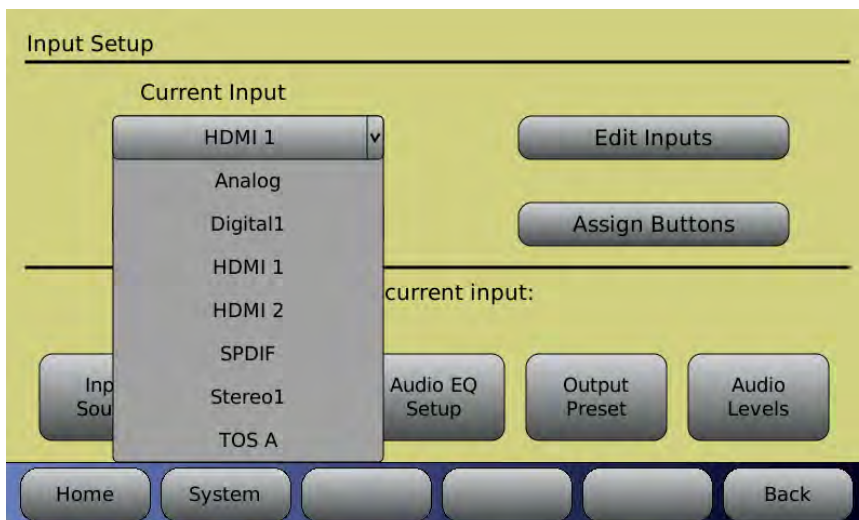 Input Setup
Current Input
HDMI 1
Edit Inputs
Analog
Digital1
Assign Buttons
HDMI 1
current input:
HDMI 2
SPDIF
Stereo1
TOS A
Audio EQ
Setup
Output
Preset
Audio
Levels
Home
System
Back